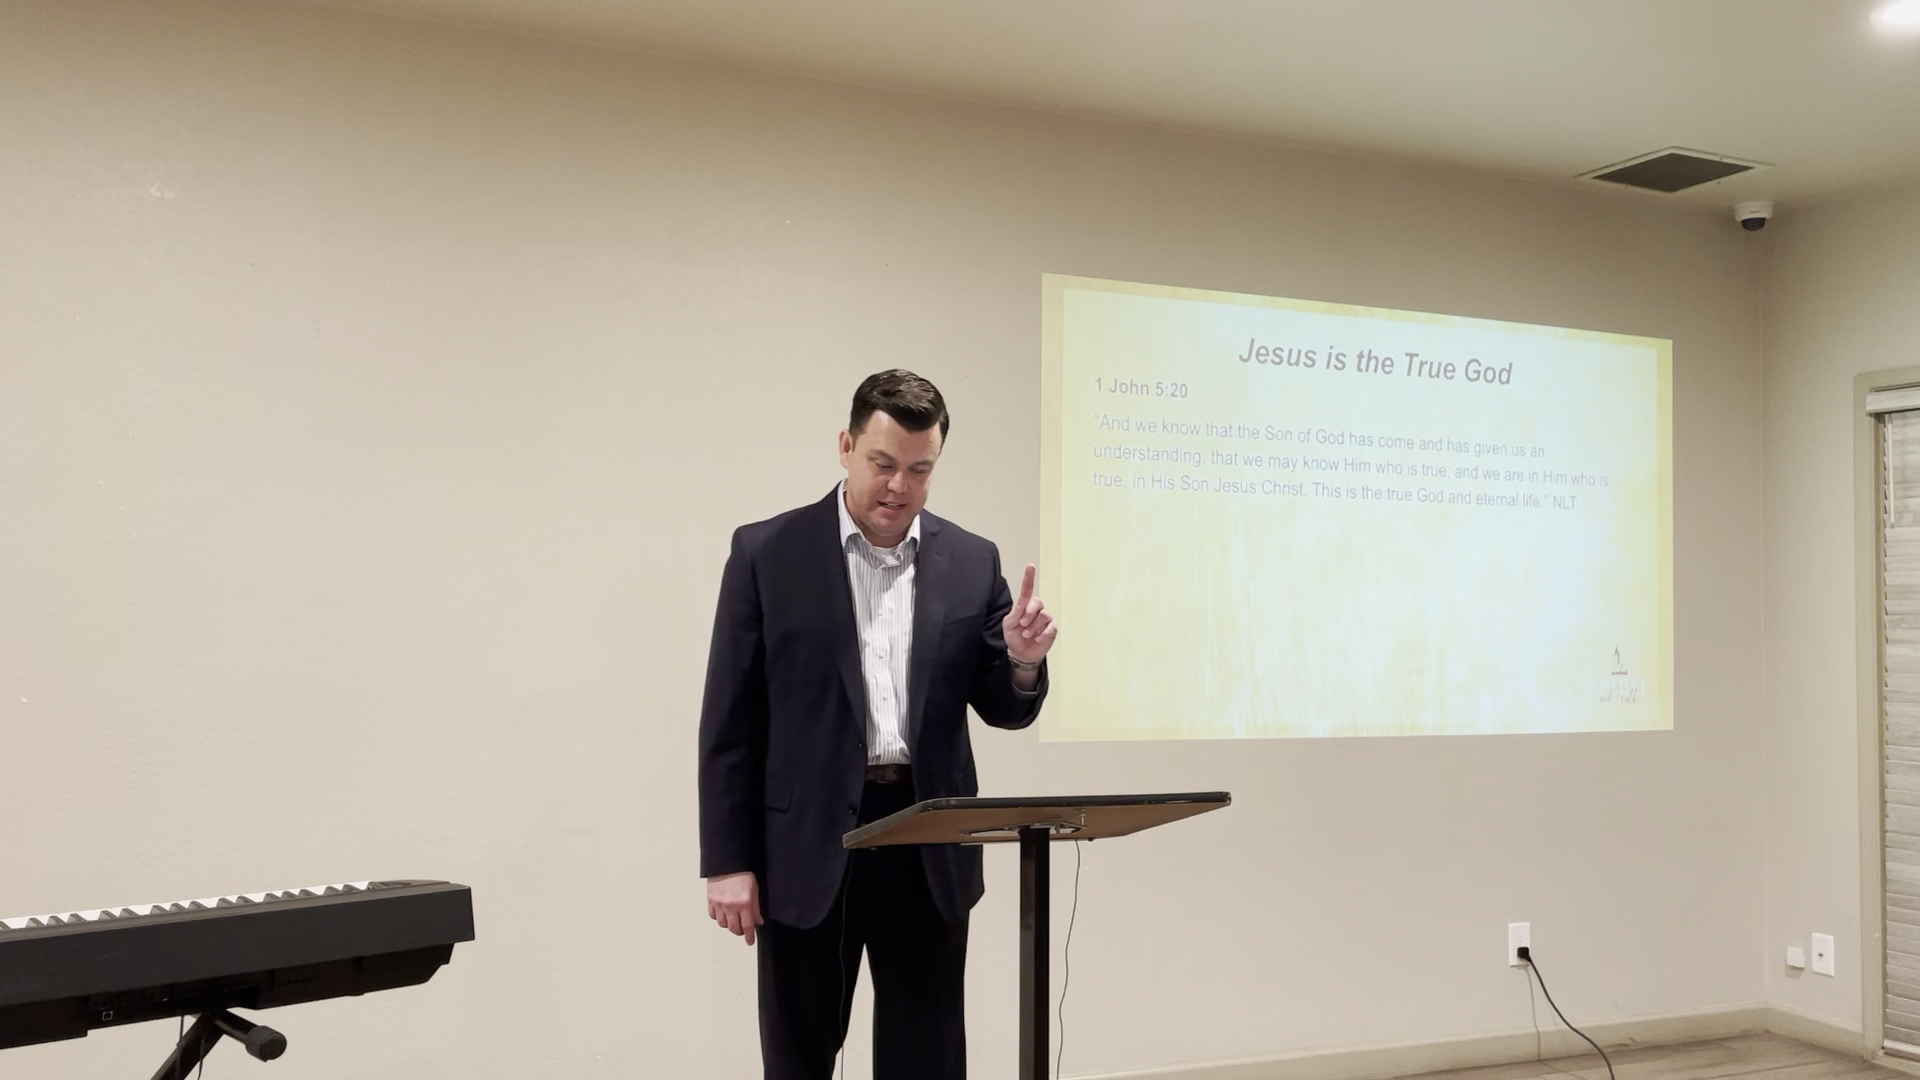 Jesus is the True God
1 John 5:20
"And we know that the Son of God has come and has given us an
understanding, that we may know Him who is true; and we are in Him who is
true, in His Son Jesus Christ. This is the true God and eternal life." NLT